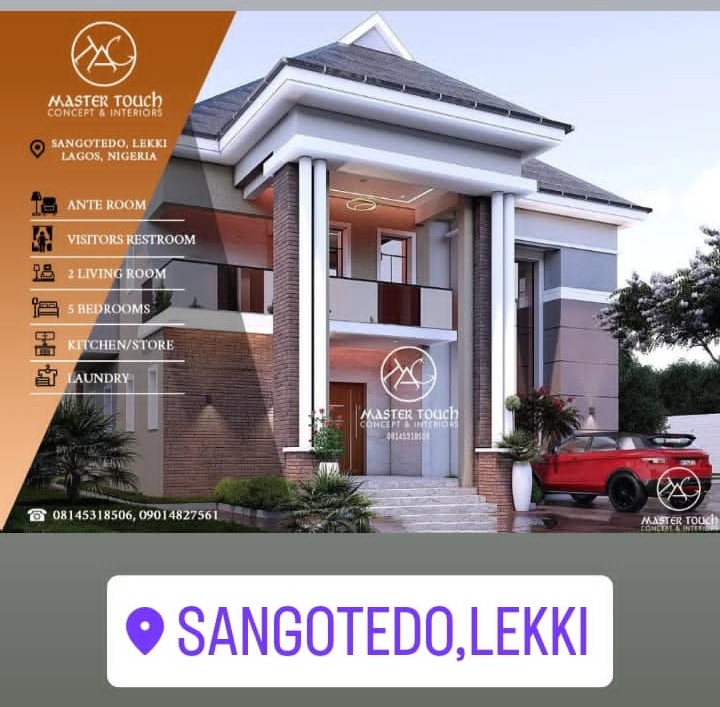 MASTER TOUCH
CONCEPT & INTERIORS
SANGOTEDO, LEKKI
LAGOS, NIGERIA
ANTE ROOM
VISITORS RESTROOM
2 LIVING ROOM
5 BEDROOMS
KITCHEN/STORE
LAUNDRY
MASTER TOUCH
CONCEPT & INTERIORS
08145318506
08145318506, 09014827561
MASTER TOUCH
CONCEPT & INTERIORS
SANGOTEDO,LEKKI